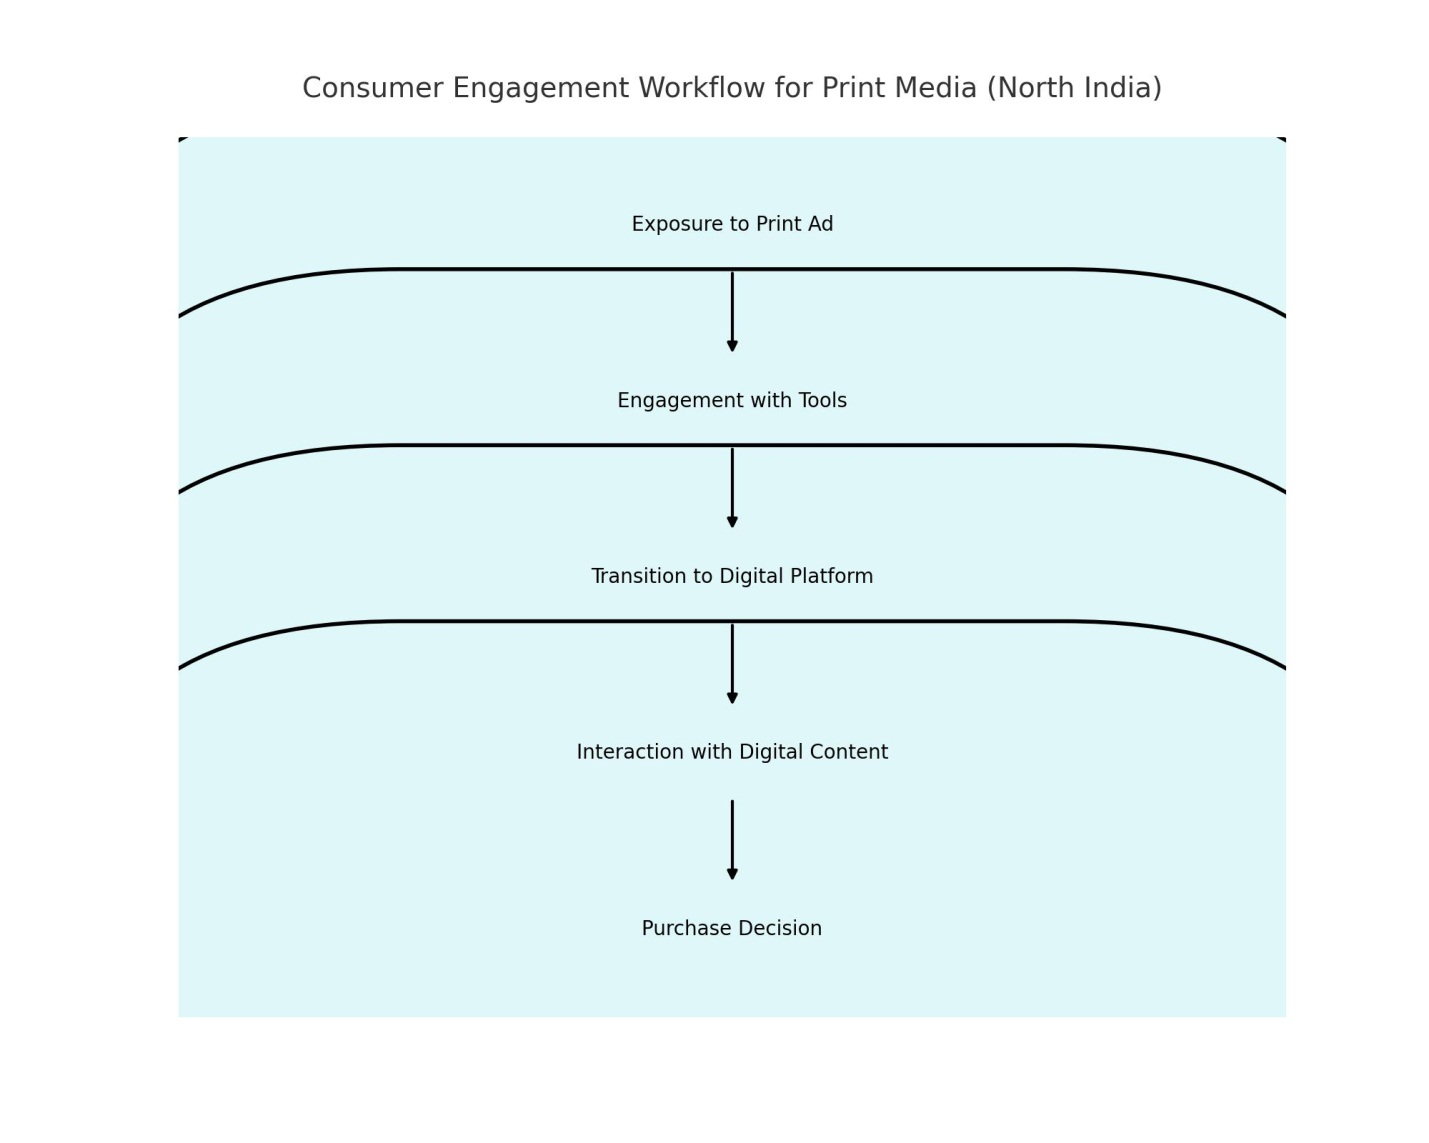 Consumer Engagement Workflow for Print Media (North India)
Exposure to Print Ad
Engagement with Tools
Transition to Digital Platform
Interaction with Digital Content
Purchase Decision